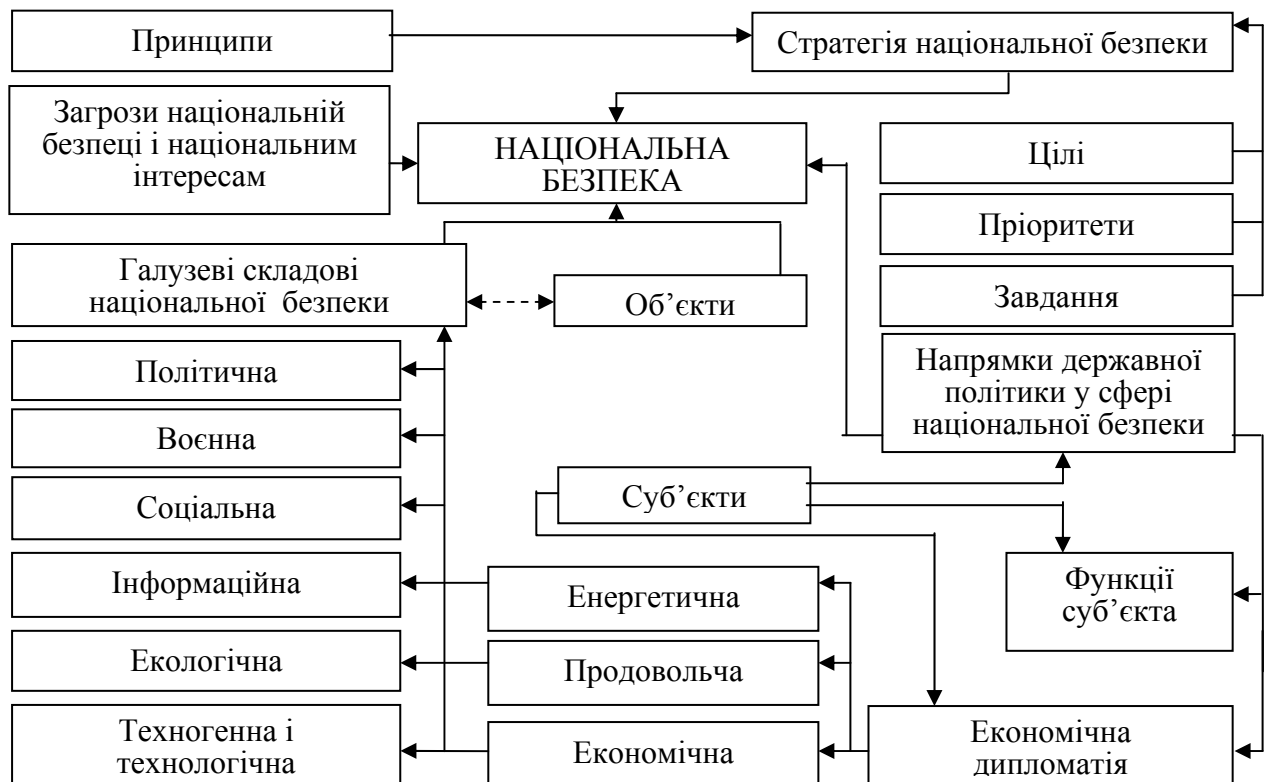 Принципи
Стратегія національної безпеки
Загрози національній
безпеці і національним
інтересам
НАЦІОНАЛЬНА
БЕЗПЕКА
Цілі
Пріоритети
Завдання
Галузеві складові
національної безпеки
Об’єкти
Напрямки державної
політики у сфері
національної безпеки
Політична
Воєнна
Соціальна
Суб’єкти
Інформаційна
Енергетична
Функції
суб’єкта
Екологічна
Продовольча
Техногенна і
технологічна
Економічна
Економічна
дипломатія